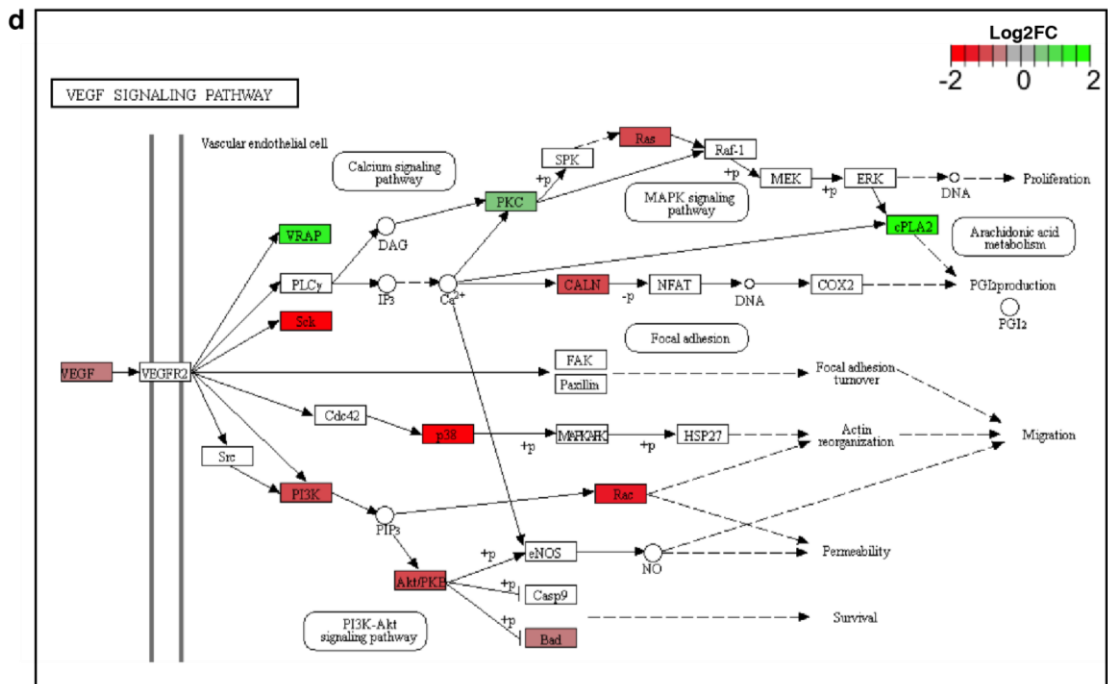 d
Log2FC
-2 0 2
VEGF SIGNALING PATHWAY
Vascular endothelial cell
Calcium signaling
pathway
SPK
Ras
Raf-1
+p
+p
MEK
+p
ERK
DNA
Proliferation
PKC
MAPK signaling
pathway
VRAP
DAG
cPLA2
Arachidonic acid
metabolism
PLCγ
IP3
Ca2+
CALN
-p
NFAT
DNA
COX2
PGI2production
PGI2
Sck
Focal adhesion
VEGF
VEGFR2
FAK
Paxillin
Focal adhesion
turnover
Cdc42
p38
+p
MAPKAPK
+p
HSP27
Actin
reorganization
Migration
Src
PI3K
PIP3
Rac
+p
eNOS
NO
Permeability
Akt/PKB
+p
Casp9
PI3K-Akt
signaling pathway
+p
Bad
Survival